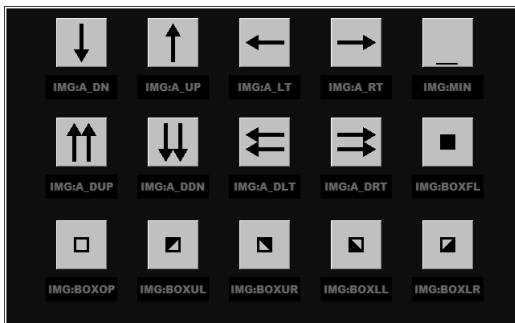 IMG:A_DN IMG:A_UP IMG:A_LT IMG:A_RT IMG:MIN
IMG:A_DUP IMG:A_DDN IMG:A_DLT IMG:A_DRT IMG:BOXFL
IMG:BOXOP IMG:BOXUL IMG:BOXUR IMG:BOXLL IMG:BOXLR